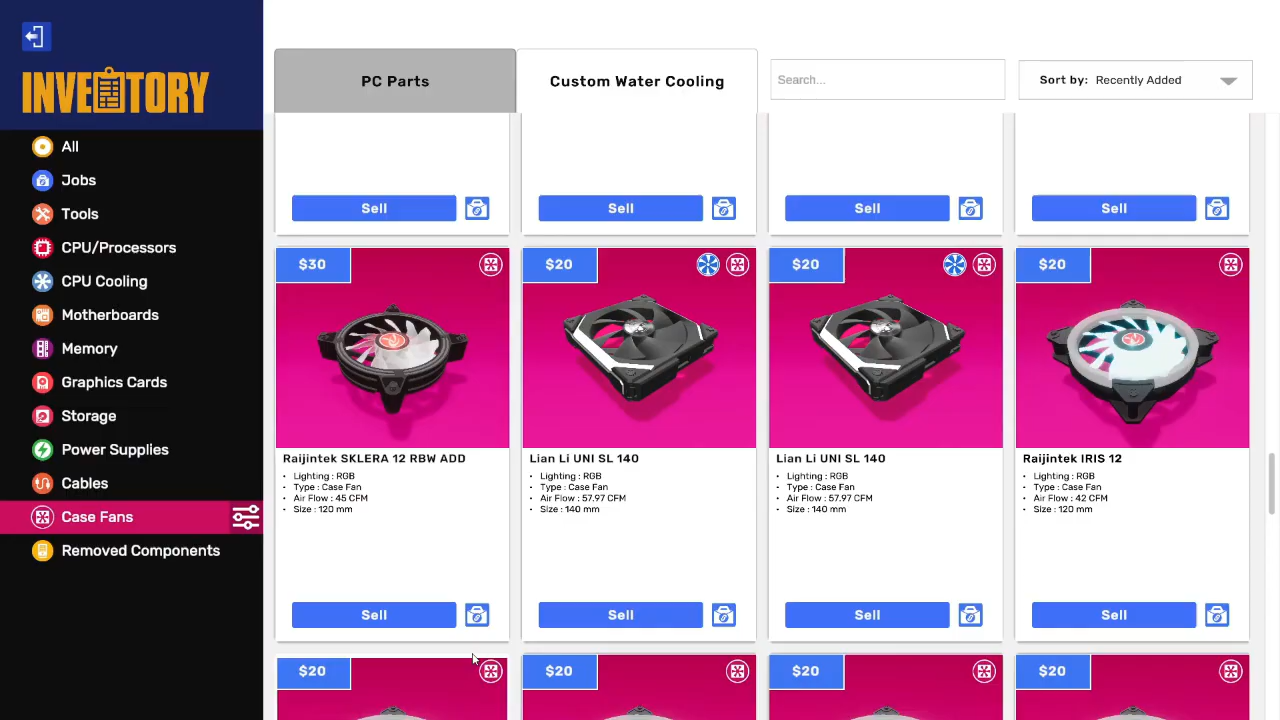 INVENTORY
All
Jobs
Tools
CPU/Processors
CPU Cooling
Motherboards
Memory
Graphics Cards
Storage
Power Supplies
Cables
Case Fans
Removed Components
PC Parts
Custom Water Cooling
Search...
Sort by: Recently Added
Sell
Sell
Sell
Sell
$30
Raijintek SKLERA 12 RBW ADD
• Lighting : RGB
• Type : Case Fan
• Air Flow : 45 CFM
• Size : 120 mm
Sell
$20
Lian Li UNI SL 140
• Lighting : RGB
• Type : Case Fan
• Air Flow : 57.97 CFM
• Size : 140 mm
Sell
$20
Lian Li UNI SL 140
• Lighting : RGB
• Type : Case Fan
• Air Flow : 57.97 CFM
• Size : 140 mm
Sell
$20
Raijintek IRIS 12
• Lighting : RGB
• Type : Case Fan
• Air Flow : 42 CFM
• Size : 120 mm
Sell
$20
$20
$20
$20